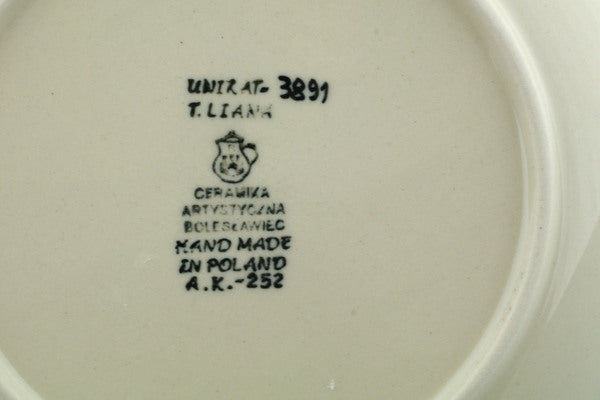 UNIKAT- 3891
T. LIANA
CERAMIKA
ARTYSTYCZNA
BOLESŁAWIEC
HAND MADE
IN POLAND
A.K.-252